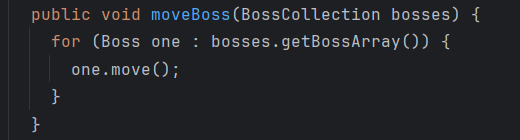 public void moveBoss(BossCollection bosses) {
for (Boss one : bosses.getBossArray()) {
one.move();
}
}